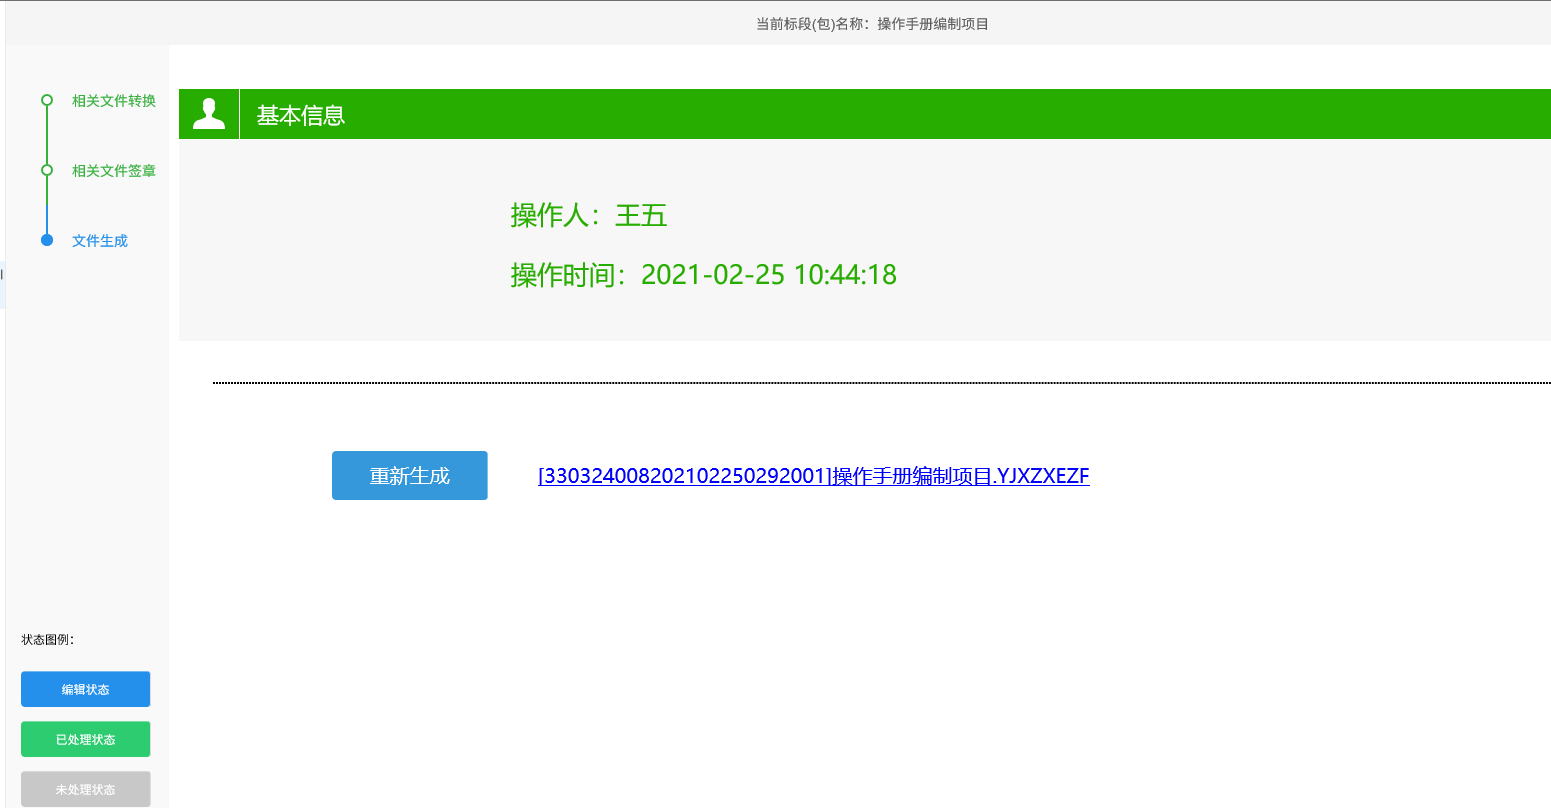 当前标段(包)名称：操作手册编制项目
相关文件转换
相关文件签章
文件生成
基本信息
操作人：王五
操作时间：2021-02-25 10:44:18
重新生成
[330324008202102250292001]操作手册编制项目.YJXZXEZF
状态图例：
编辑状态
已处理状态
未处理状态